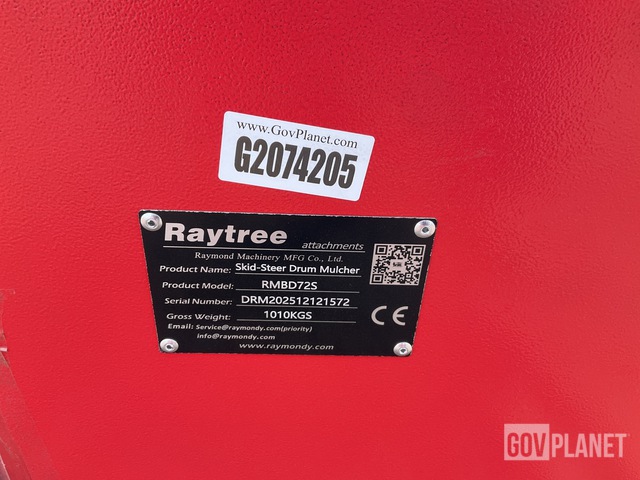 www.GovPlanet.com
G2074205
Raytree attachments
Raymond Machinery MFG Co., Ltd.
Product Name: Skid-Steer Drum Mulcher
Product Model: RMBD72S
Serial Number: DRM202512121572
Gross Weight: 1010KGS
Email: Service@raymondy.com(priority)
info@raymondy.com
www.raymondy.com
CE
GOVPLANET